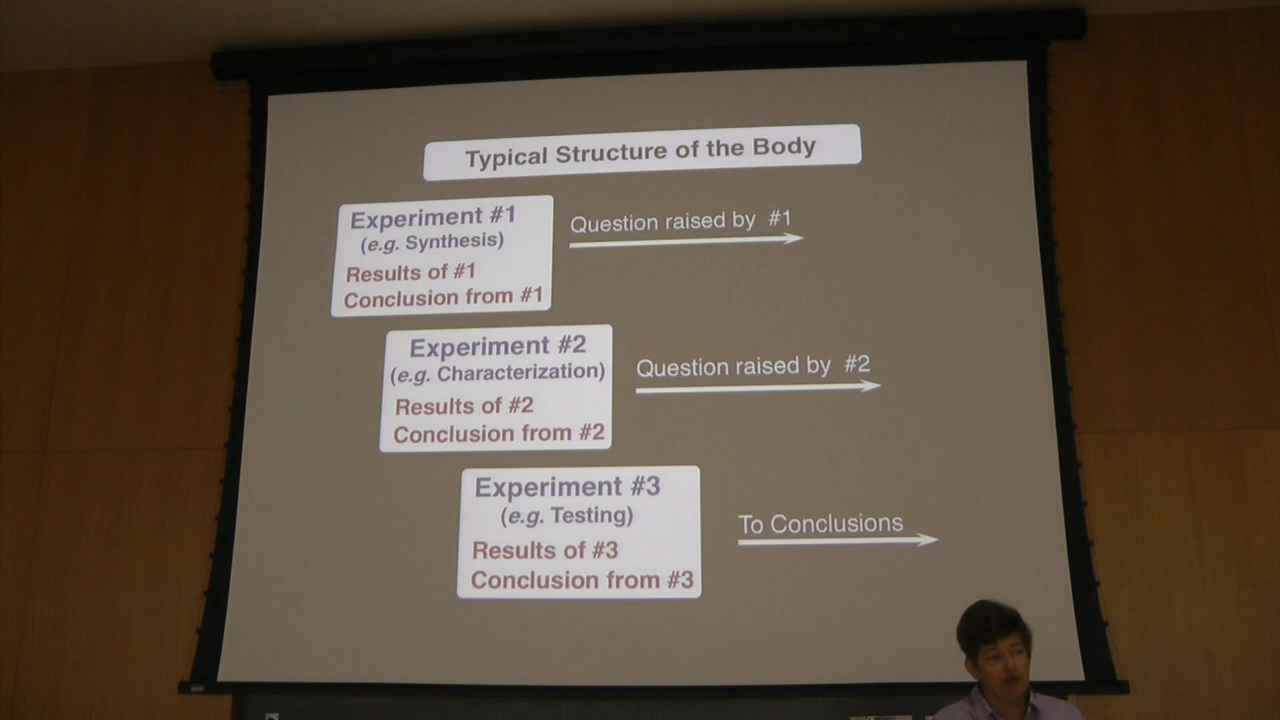 Typical Structure of the Body
Experiment #1
(e.g. Synthesis)
Results of #1
Conclusion from #1
Question raised by #1
Experiment #2
(e.g. Characterization)
Results of #2
Conclusion from #2
Question raised by #2
Experiment #3
(e.g. Testing)
Results of #3
Conclusion from #3
To Conclusions